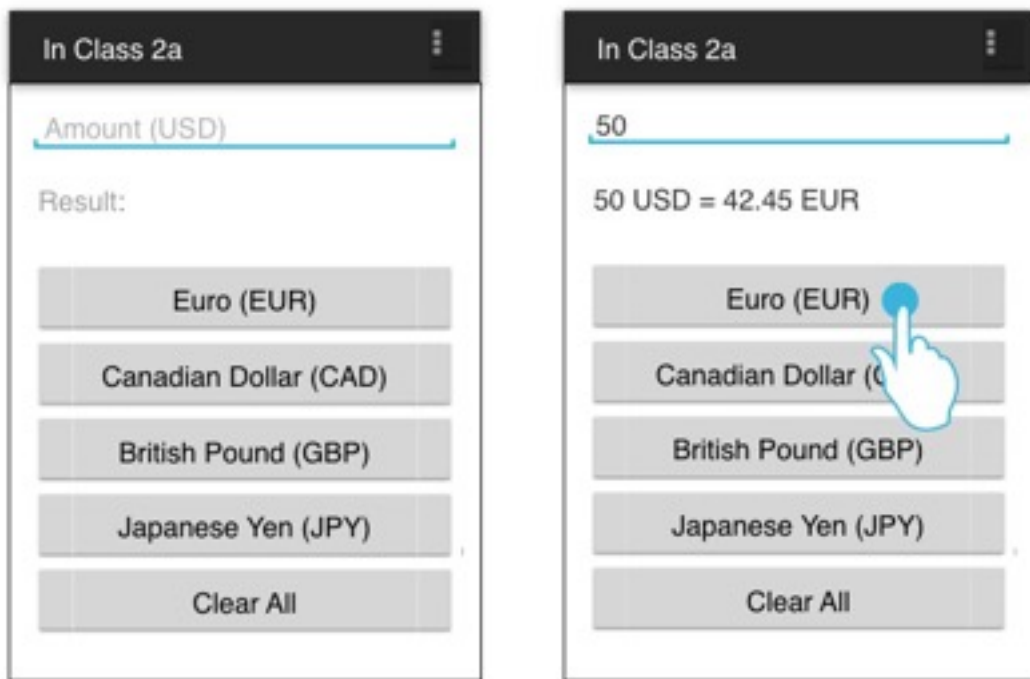 In Class 2a
Amount (USD)
Result:
Euro (EUR)
Canadian Dollar (CAD)
British Pound (GBP)
Japanese Yen (JPY)
Clear All
In Class 2a
50
50 USD = 42.45 EUR
Euro (EUR)
Canadian Dollar (
British Pound (GBP)
Japanese Yen (JPY)
Clear All